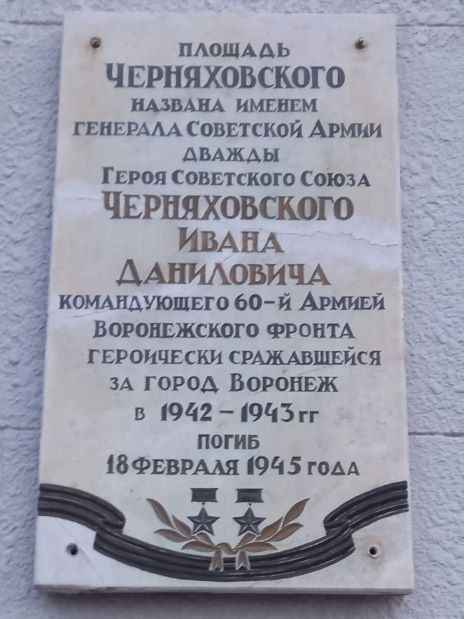 ПЛОЩАДЬ
ЧЕРНЯХОВСКОГО
НАЗВАНА ИМЕНЕМ
ГЕНЕРАЛА СОВЕТСКОЙ АРМИИ
ДВАЖДЫ
ГЕРОЯ СОВЕТСКОГО СОЮЗА
ЧЕРНЯХОВСКОГО
ИВАНА
ДАНИЛОВИЧА
КОМАНДУЮЩЕГО 60-Й АРМИЕЙ
ВОРОНЕЖСКОГО ФРОНТА
ГЕРОИЧЕСКИ СРАЖАВШЕЙСЯ
ЗА ГОРОД ВОРОНЕЖ
В 1942-1943 ГГ
ПОГИБ
18 ФЕВРАЛЯ 1945 ГОДА